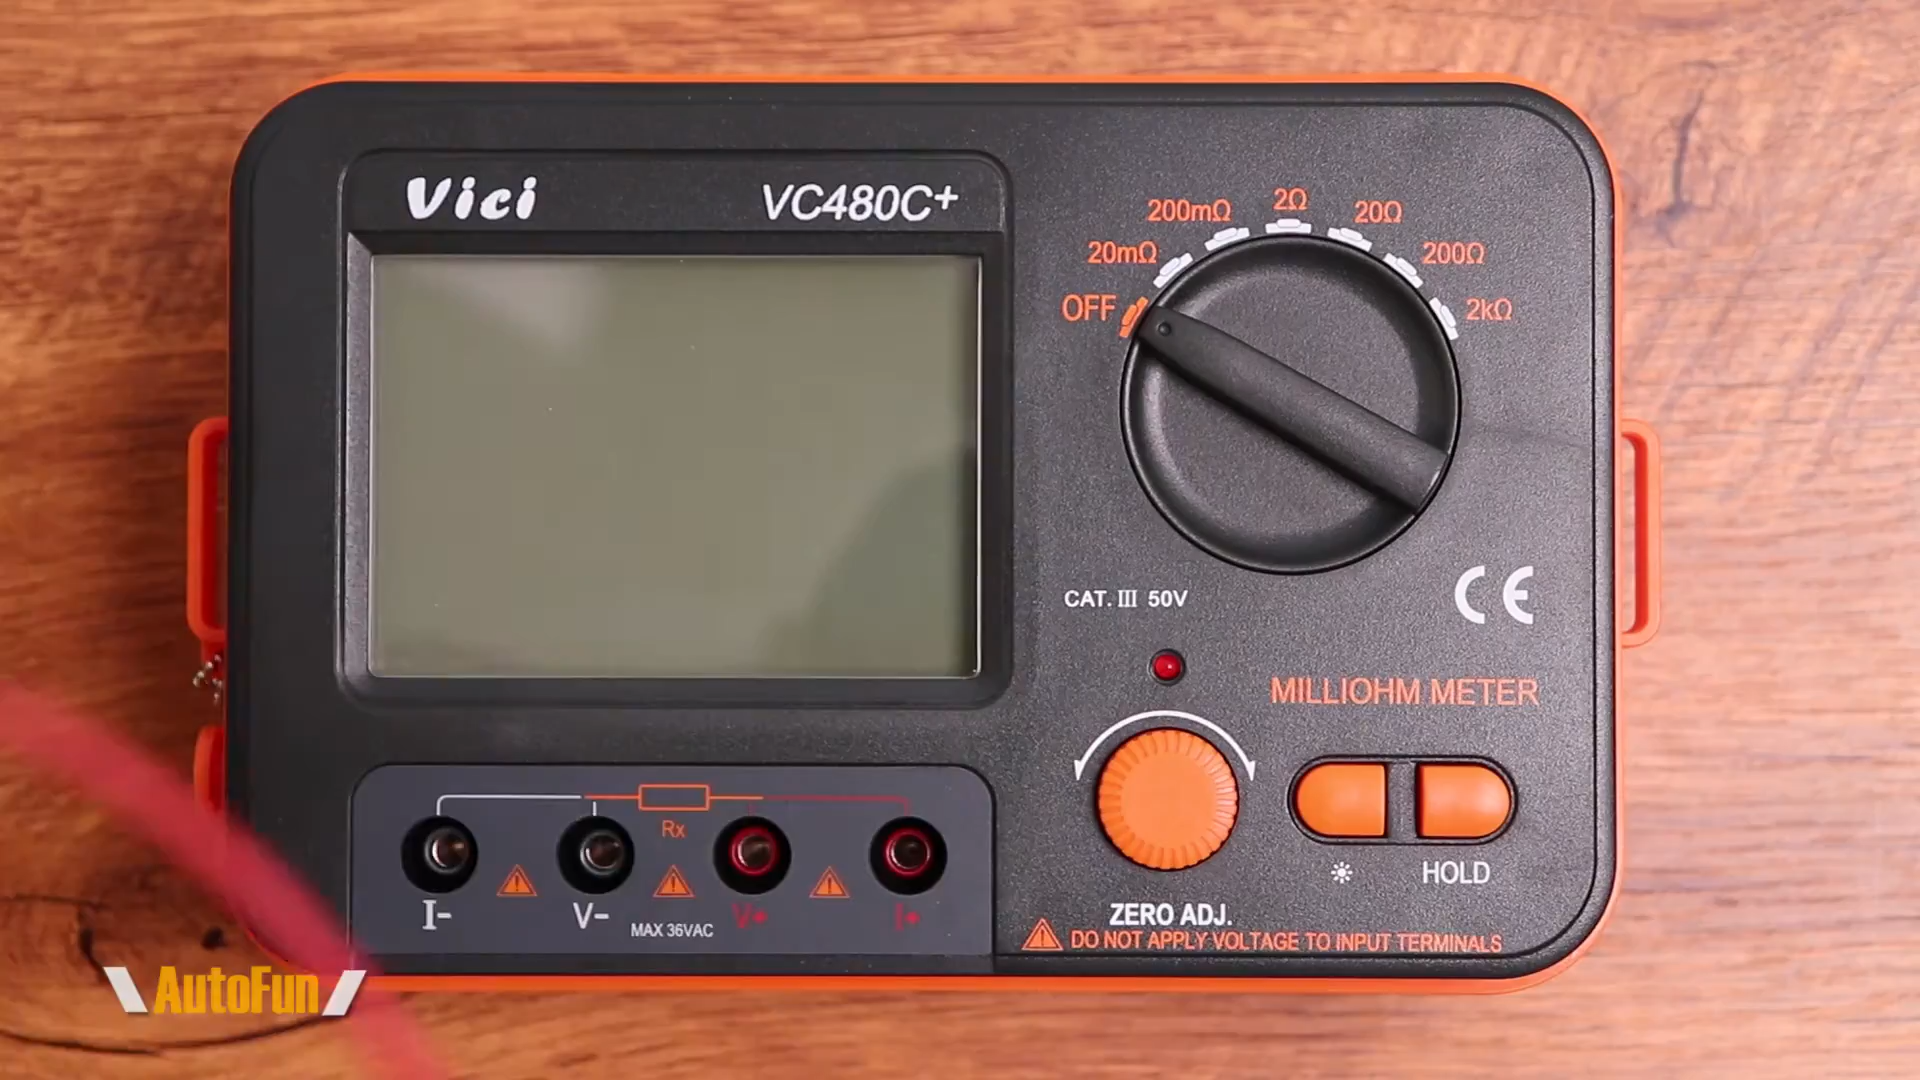 Vici VC480C+
OFF
20mΩ
200mΩ
2Ω
20Ω
200Ω
2kΩ
CAT. III 50V
CE
MILLIOHM METER
HOLD
ZERO ADJ.
DO NOT APPLY VOLTAGE TO INPUT TERMINALS
Rx
I- V- MAX 36VAC V+ I+
AutoFun